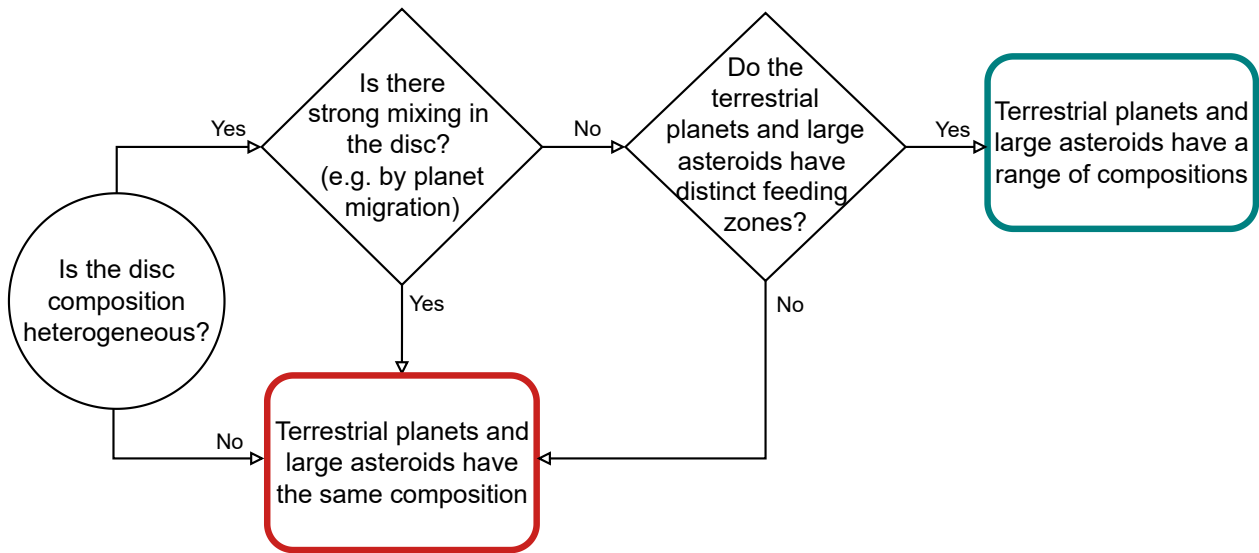 Is the disc
composition
heterogeneous?
Yes
No
Is there
strong mixing in
the disc?
(e.g. by planet
migration)
No
Yes
Do the
terrestrial
planets and large
asteroids have
distinct feeding
zones?
Yes
No
Terrestrial planets and
large asteroids have a
range of compositions
Terrestrial planets and
large asteroids have
the same composition